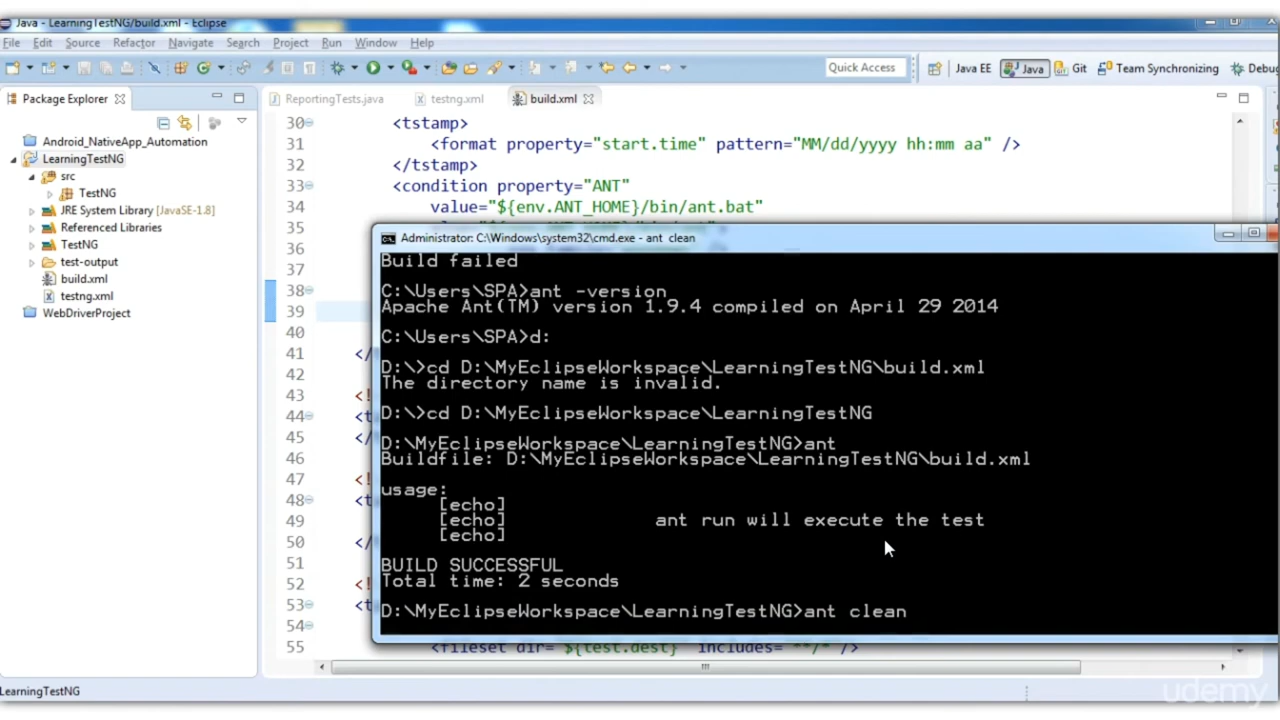 Java - LearningTestNG/build.xml - Eclipse
File Edit Source Refactor Navigate Search Project Run Window Help
Quick Access Java EE Java Git Team Synchronizing Debug
Package Explorer
ReportingTests.java testng.xml build.xml
Android_NativeApp_Automation
LearningTestNG
src
TestNG
JRE System Library [JavaSE-1.8]
Referenced Libraries
TestNG
test-output
build.xml
testng.xml
WebDriverProject
30 <tstamp>
31 <format property="start.time" pattern="MM/dd/yyyy hh:mm aa" />
32 </tstamp>
33 <condition property="ANT"
34 value="${env.ANT_HOME}/bin/ant.bat"
35
36
37
38
39
40
41 </
42
43 <!
44 <t
45 </
46
47 <!
48 <t
49
50 </
51
52 <!
53 <t
54
55 <fileset dir="${test.dest}" includes="**/*" />
Administrator: C:\Windows\system32\cmd.exe - ant clean
Build failed
C:\Users\SPA>ant -version
Apache Ant(TM) version 1.9.4 compiled on April 29 2014
C:\Users\SPA>d:
D:\>cd D:\MyEclipseWorkspace\LearningTestNG\build.xml
The directory name is invalid.
D:\>cd D:\MyEclipseWorkspace\LearningTestNG
D:\MyEclipseWorkspace\LearningTestNG>ant
Buildfile: D:\MyEclipseWorkspace\LearningTestNG\build.xml
usage:
[echo]
[echo] ant run will execute the test
[echo]
BUILD SUCCESSFUL
Total time: 2 seconds
D:\MyEclipseWorkspace\LearningTestNG>ant clean
LearningTestNG
udemy